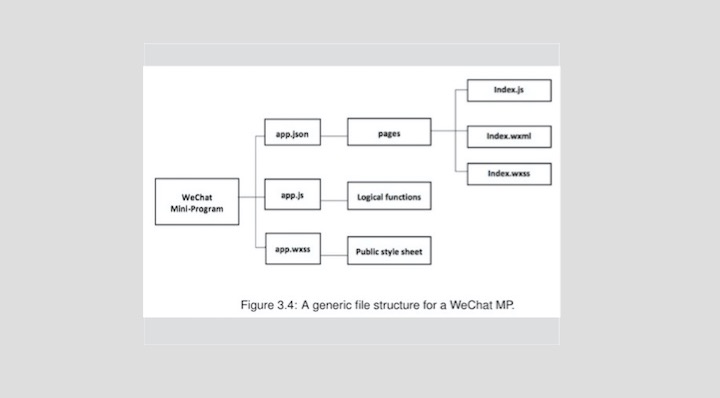 Index.js
app.json
pages
Index.wxml
Index.wxss
WeChat
Mini-Program
app.js
Logical functions
app.wxss
Public style sheet
Figure 3.4: A generic file structure for a WeChat MP.